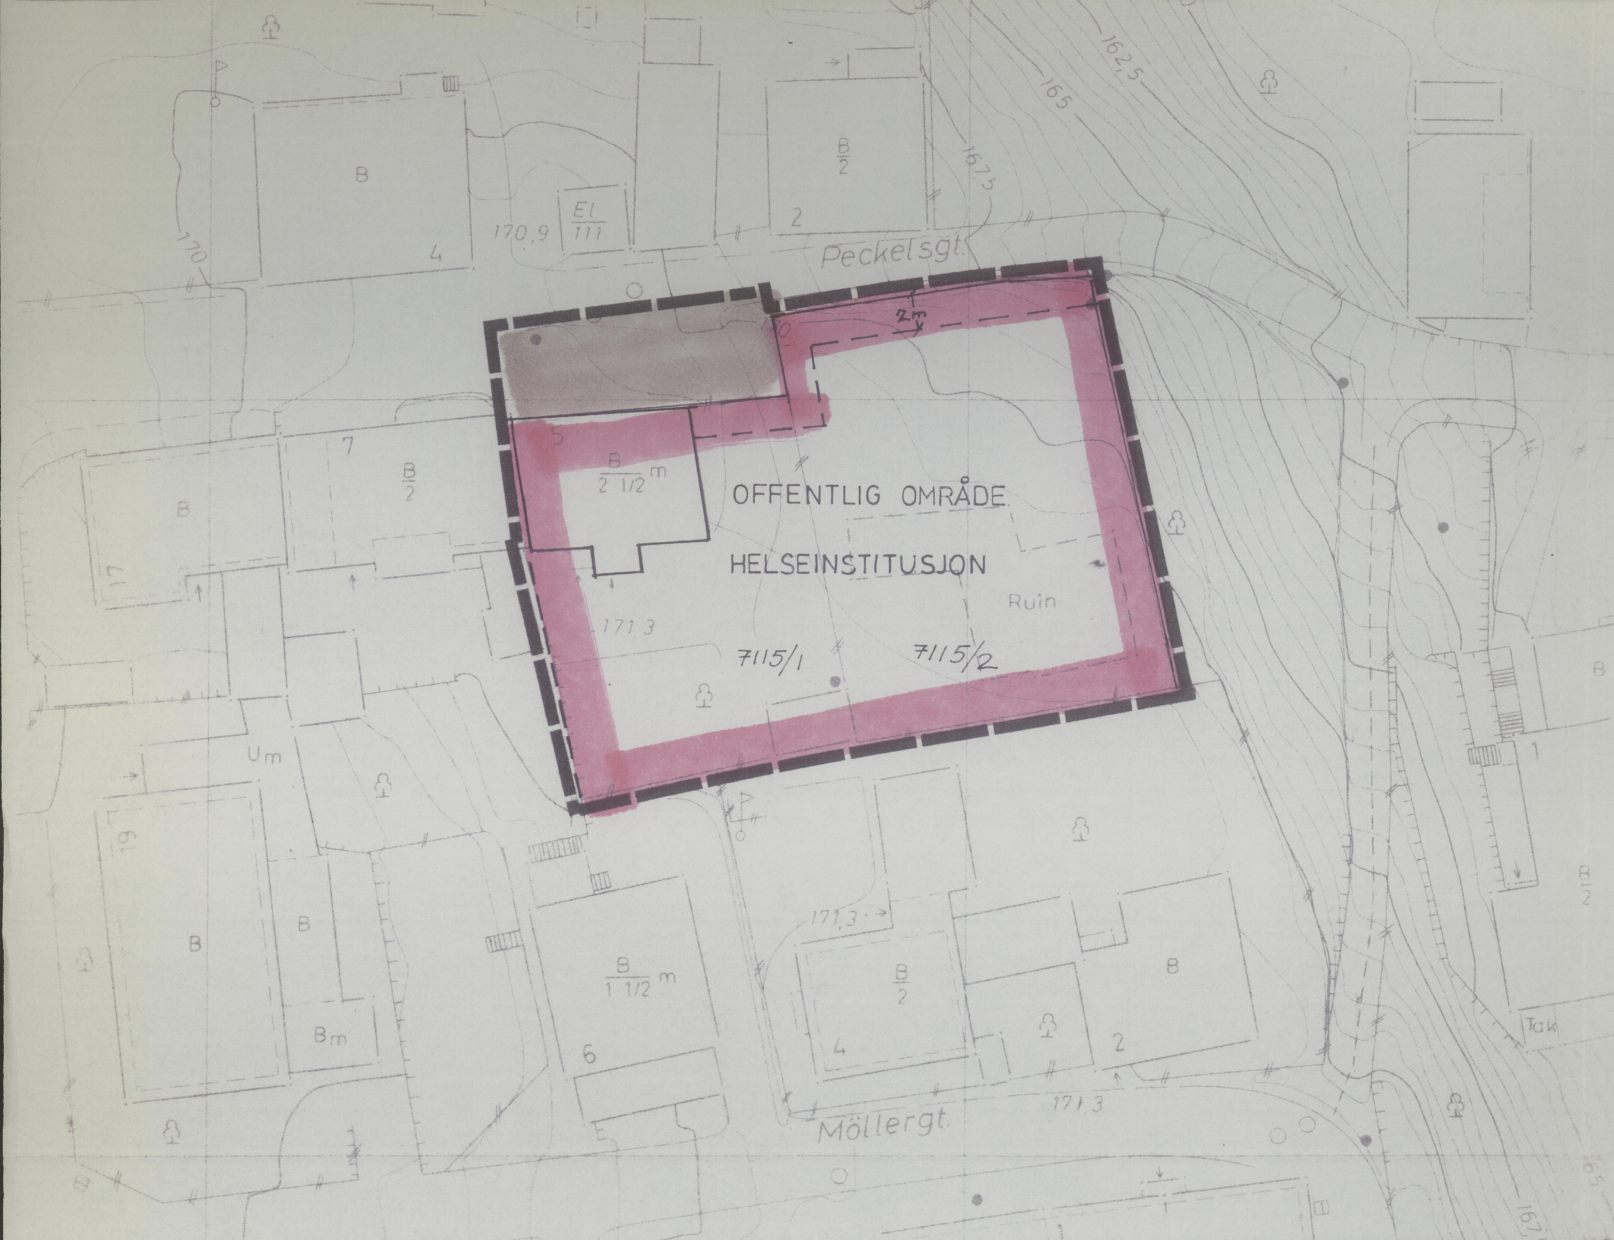 162,5
165
167,5
B
2
B
170
El
111
170,9
4
2
Peckelsgt.
2m
7
5
B
2
B
2 1/2 m
B
17
OFFENTLIG OMRÅDE
HELSEINSTITUSJON
Ruin
171,3
7115/1
7115/2
B
Um
1
19
B
B
B
2
171,3
B
1 1/2 m
B
2
B
Bm
6
4
2
Tak
171,3
Möllergt.
165